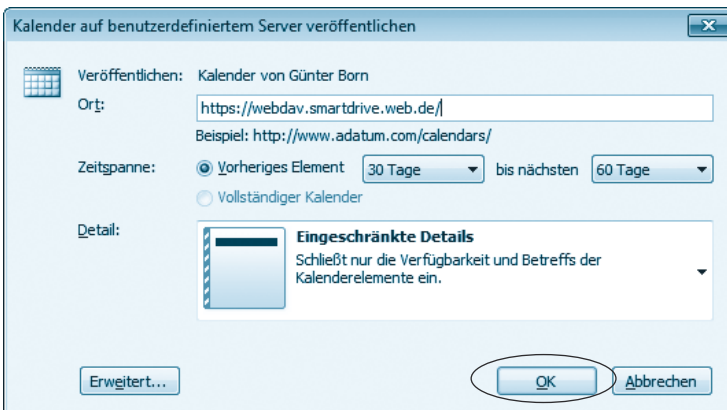 Kalender auf benutzerdefiniertem Server veröffentlichen
Veröffentlichen: Kalender von Günter Born
Ort: https://webdav.smartdrive.web.de/
Beispiel: http://www.adatum.com/calendars/
Zeitspanne: Vorheriges Element 30 Tage bis nächsten 60 Tage
Vollständiger Kalender
Detail: Eingeschränkte Details
Schließt nur die Verfügbarkeit und Betreffs der
Kalenderelemente ein.
Erweitert... OK Abbrechen